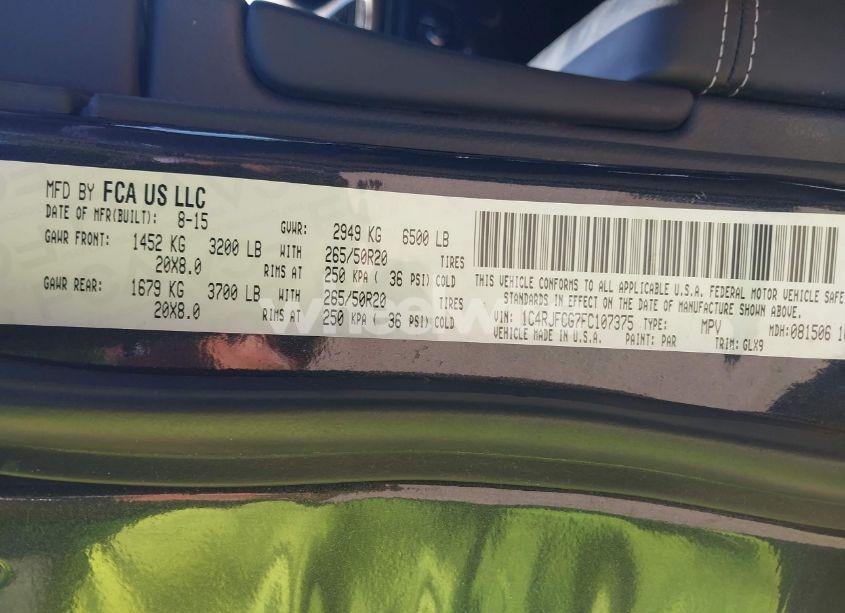 MFD BY FCA US LLC
DATE OF MFR(BUILT): 8-15 GVWR: 2949 KG 6500 LB
GAWR FRONT: 1452 KG 3200 LB WITH 265/50R20 TIRES
20X8.0 RIMS AT 250 KPA ( 36 PSI) COLD
GAWR REAR: 1679 KG 3700 LB WITH 265/50R20 TIRES
20X8.0 RIMS AT 250 KPA ( 36 PSI) COLD
THIS VEHICLE CONFORMS TO ALL APPLICABLE U.S.A. FEDERAL MOTOR VEHICLE SAFE
STANDARDS IN EFFECT ON THE DATE OF MANUFACTURE SHOWN ABOVE.
VIN: 1C4RJFCG7FC107375 TYPE: MPV MDH:081506
VEHICLE MADE IN U.S.A. PAINT: PAR TRIM: GLX9